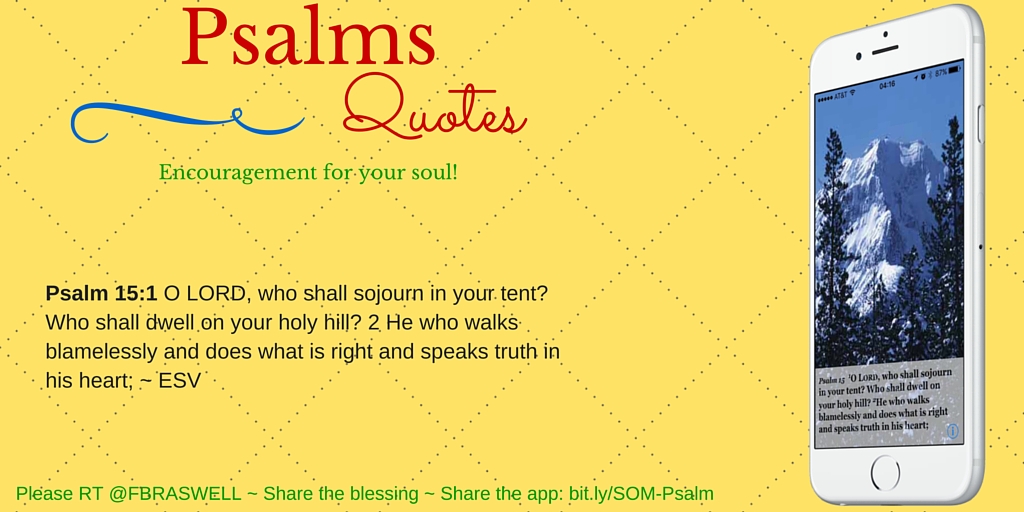 Psalms
Quotes
Encouragement for your soul!
Psalm 15:1 O LORD, who shall sojourn in your tent?
Who shall dwell on your holy hill? 2 He who walks
blamelessly and does what is right and speaks truth in
his heart; ~ ESV
Please RT @FBRASWELL ~ Share the blessing ~ Share the app: bit.ly/SOM-Psalm
AT&T 04:16 87%
Psalm 15 ¹O LORD, who shall sojourn
in your tent? Who shall dwell on
your holy hill? ²He who walks
blamelessly and does what is right
and speaks truth in his heart;